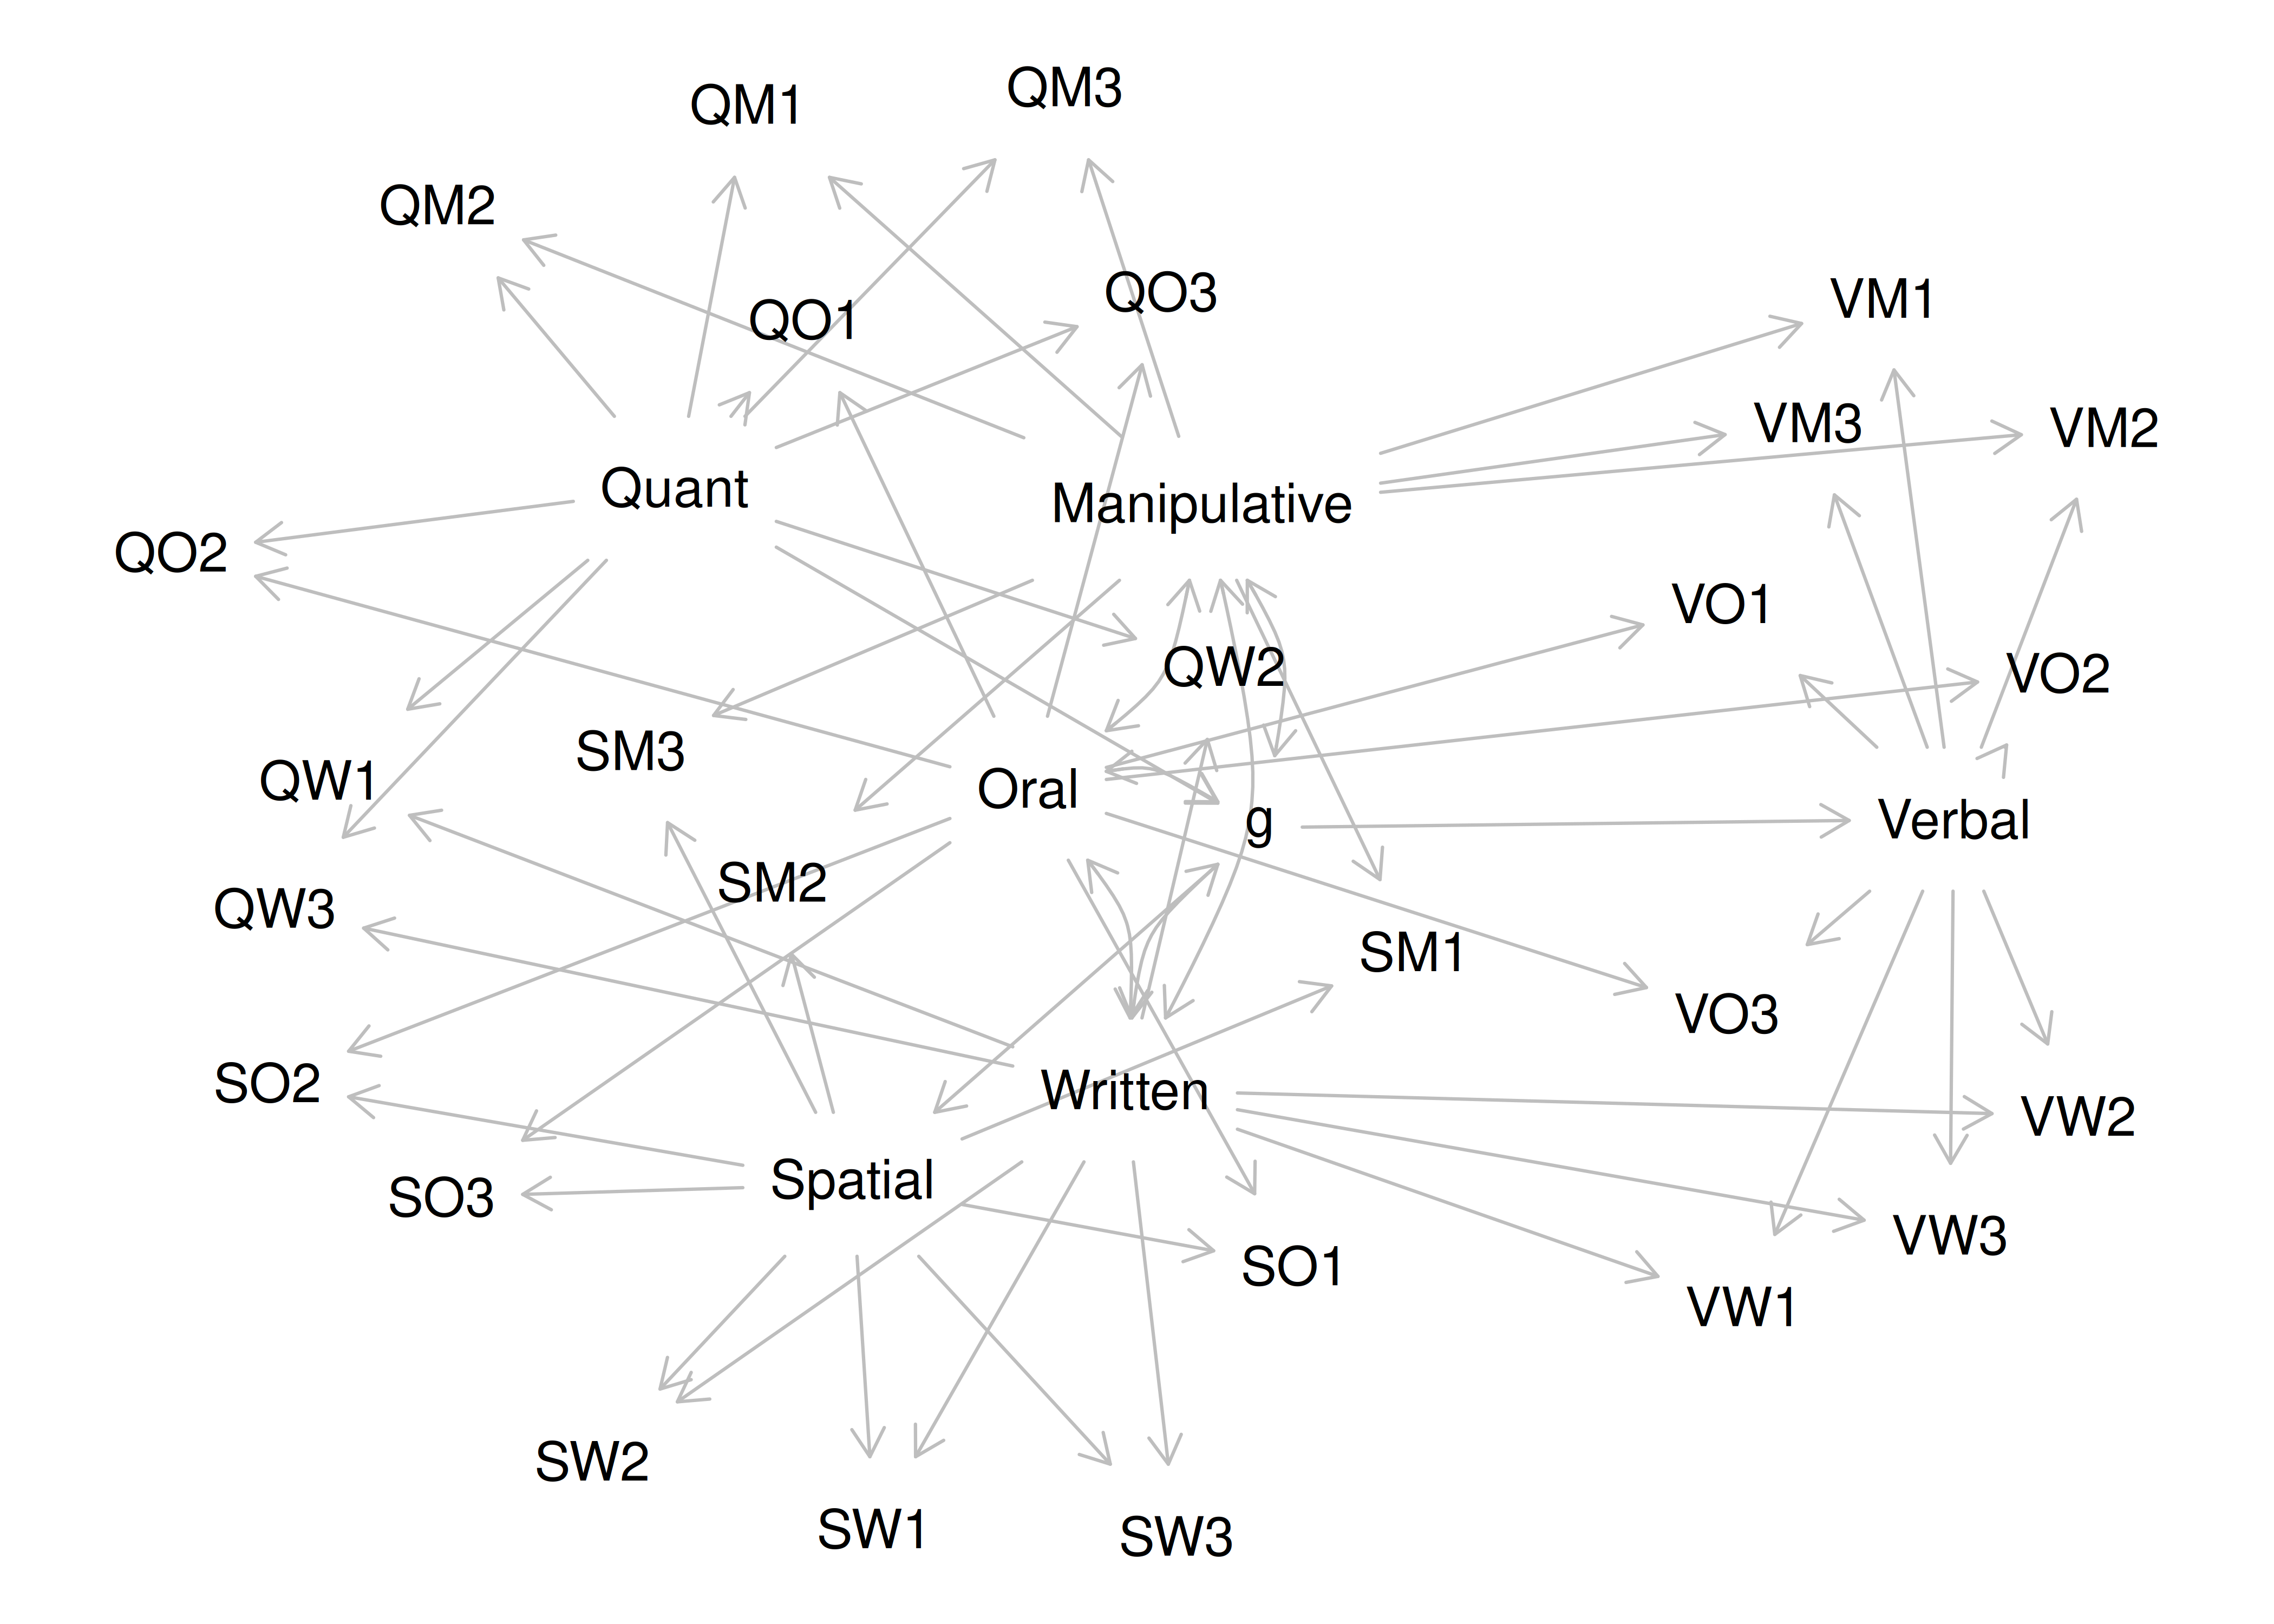 QM3
QM1
QM2
QO3
VM1
QO1
VM3
VM2
Quant
Manipulative
QO2
VO1
QW2
VO2
SM3
QW1
Oral
g
Verbal
SM2
QW3
SM1
VO3
SO2
Written
VW2
Spatial
SO3
VW3
SO1
VW1
SW2
SW1
SW3